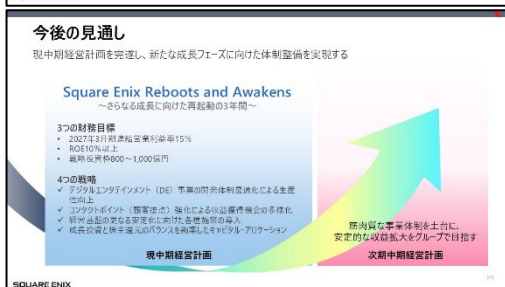 今後の見通し
現中期経営計画を完遂し、新たな成長フェーズに向けた体制整備を実現する
Square Enix Reboots and Awakens
～さらなる成長に向けた再起動の3年間～
3つの財務目標
• 2027年3月期連結営業利益率15%
• ROE10%以上
• 戦略投資枠800～1,000億円
4つの戦略
✓ デジタルエンタテインメント（DE）事業の開発体制最適化による生産
性向上
✓ コンタクトポイント（顧客接点）強化による収益獲得機会の多様化
✓ 経営基盤の更なる安定化に向けた各種施策の導入
✓ 成長投資と株主還元のバランスを勘案したキャピタル・アロケーション
現中期経営計画
筋肉質な事業体制を土台に、
安定的な収益拡大をグループで目指す
次期中期経営計画
SQUARE ENIX